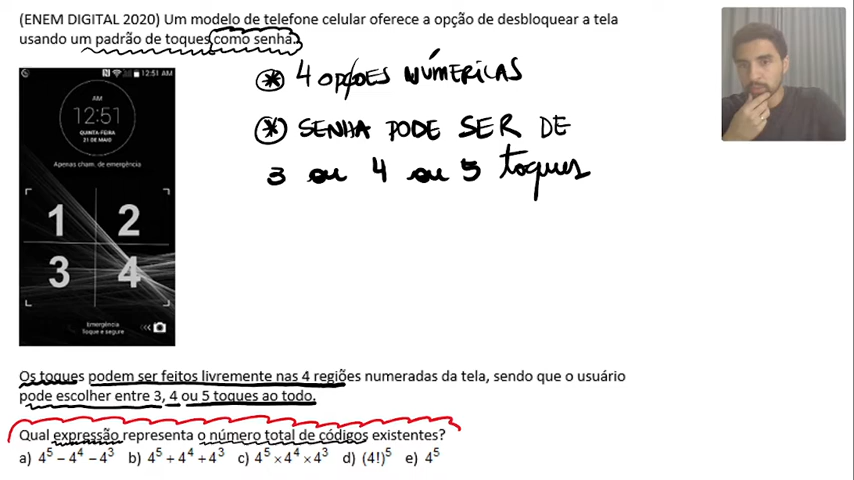 (ENEM DIGITAL 2020) Um modelo de telefone celular oferece a opção de desbloquear a tela
usando um padrão de toques como senha.
12:51 AM
AM
12:51
QUINTA-FEIRA
21 DE MAIO
Apenas cham. de emergência
1 2
3 4
Emergência
Toque e segure
* 4 OPÇOES NÚMERICAS
* SENHA PODE SER DE
3 ou 4 ou 5 toques
Os toques podem ser feitos livremente nas 4 regiões numeradas da tela, sendo que o usuário
pode escolher entre 3, 4 ou 5 toques ao todo.
Qual expressão representa o número total de códigos existentes?
a) 4⁵ − 4⁴ − 4³ b) 4⁵ + 4⁴ + 4³ c) 4⁵ × 4⁴ × 4³ d) (4!)⁵ e) 4⁵